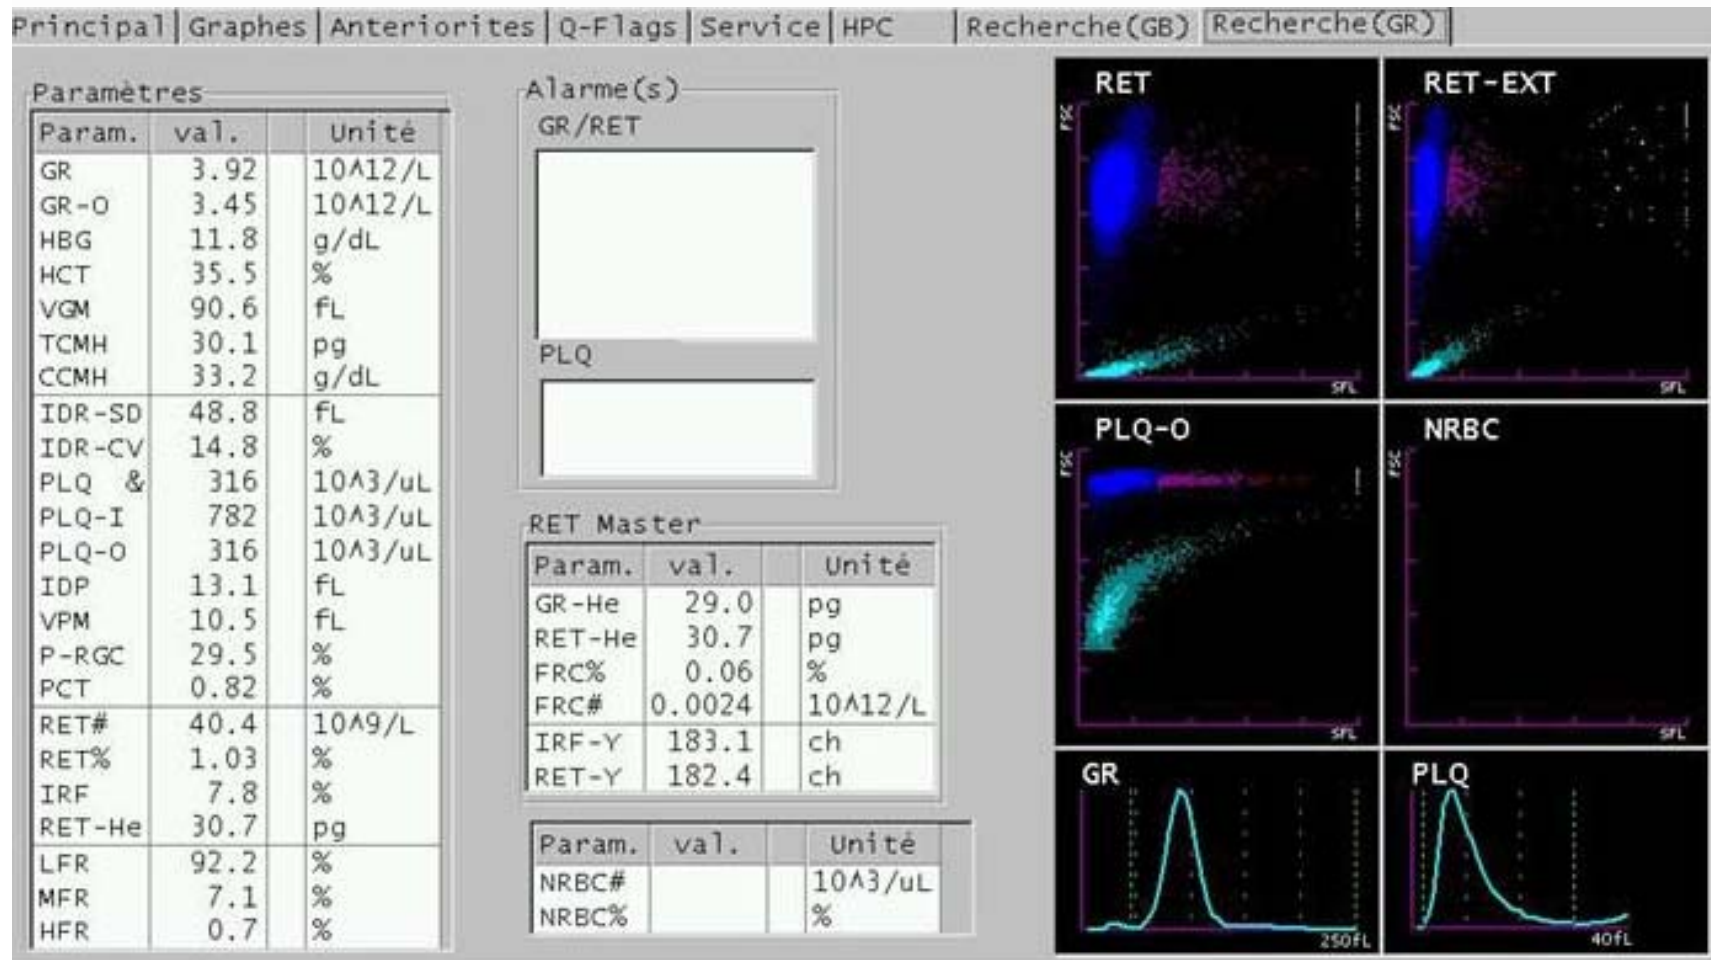 Principal Graphes Anteriorites Q-Flags Service HPC Recherche(GB) Recherche(GR)
Paramètres
Param. val. Unité
GR 3.92 10^12/L
GR-O 3.45 10^12/L
HBG 11.8 g/dL
HCT 35.5 %
VGM 90.6 fL
TCMH 30.1 pg
CCMH 33.2 g/dL
IDR-SD 48.8 fL
IDR-CV 14.8 %
PLQ & 316 10^3/uL
PLQ-I 782 10^3/uL
PLQ-O 316 10^3/uL
IDP 13.1 fL
VPM 10.5 fL
P-RGC 29.5 %
PCT 0.82 %
RET# 40.4 10^9/L
RET% 1.03 %
IRF 7.8 %
RET-He 30.7 pg
LFR 92.2 %
MFR 7.1 %
HFR 0.7 %
Alarme(s)
GR/RET
PLQ
RET Master
Param. val. Unité
GR-He 29.0 pg
RET-He 30.7 pg
FRC% 0.06 %
FRC# 0.0024 10^12/L
IRF-Y 183.1 ch
RET-Y 182.4 ch
Param. val. Unité
NRBC# 10^3/uL
NRBC% %
RET
FSC
SFL
RET-EXT
FSC
SFL
PLQ-O
FSC
SFL
NRBC
FSC
SFL
GR
250fL
PLQ
40fL